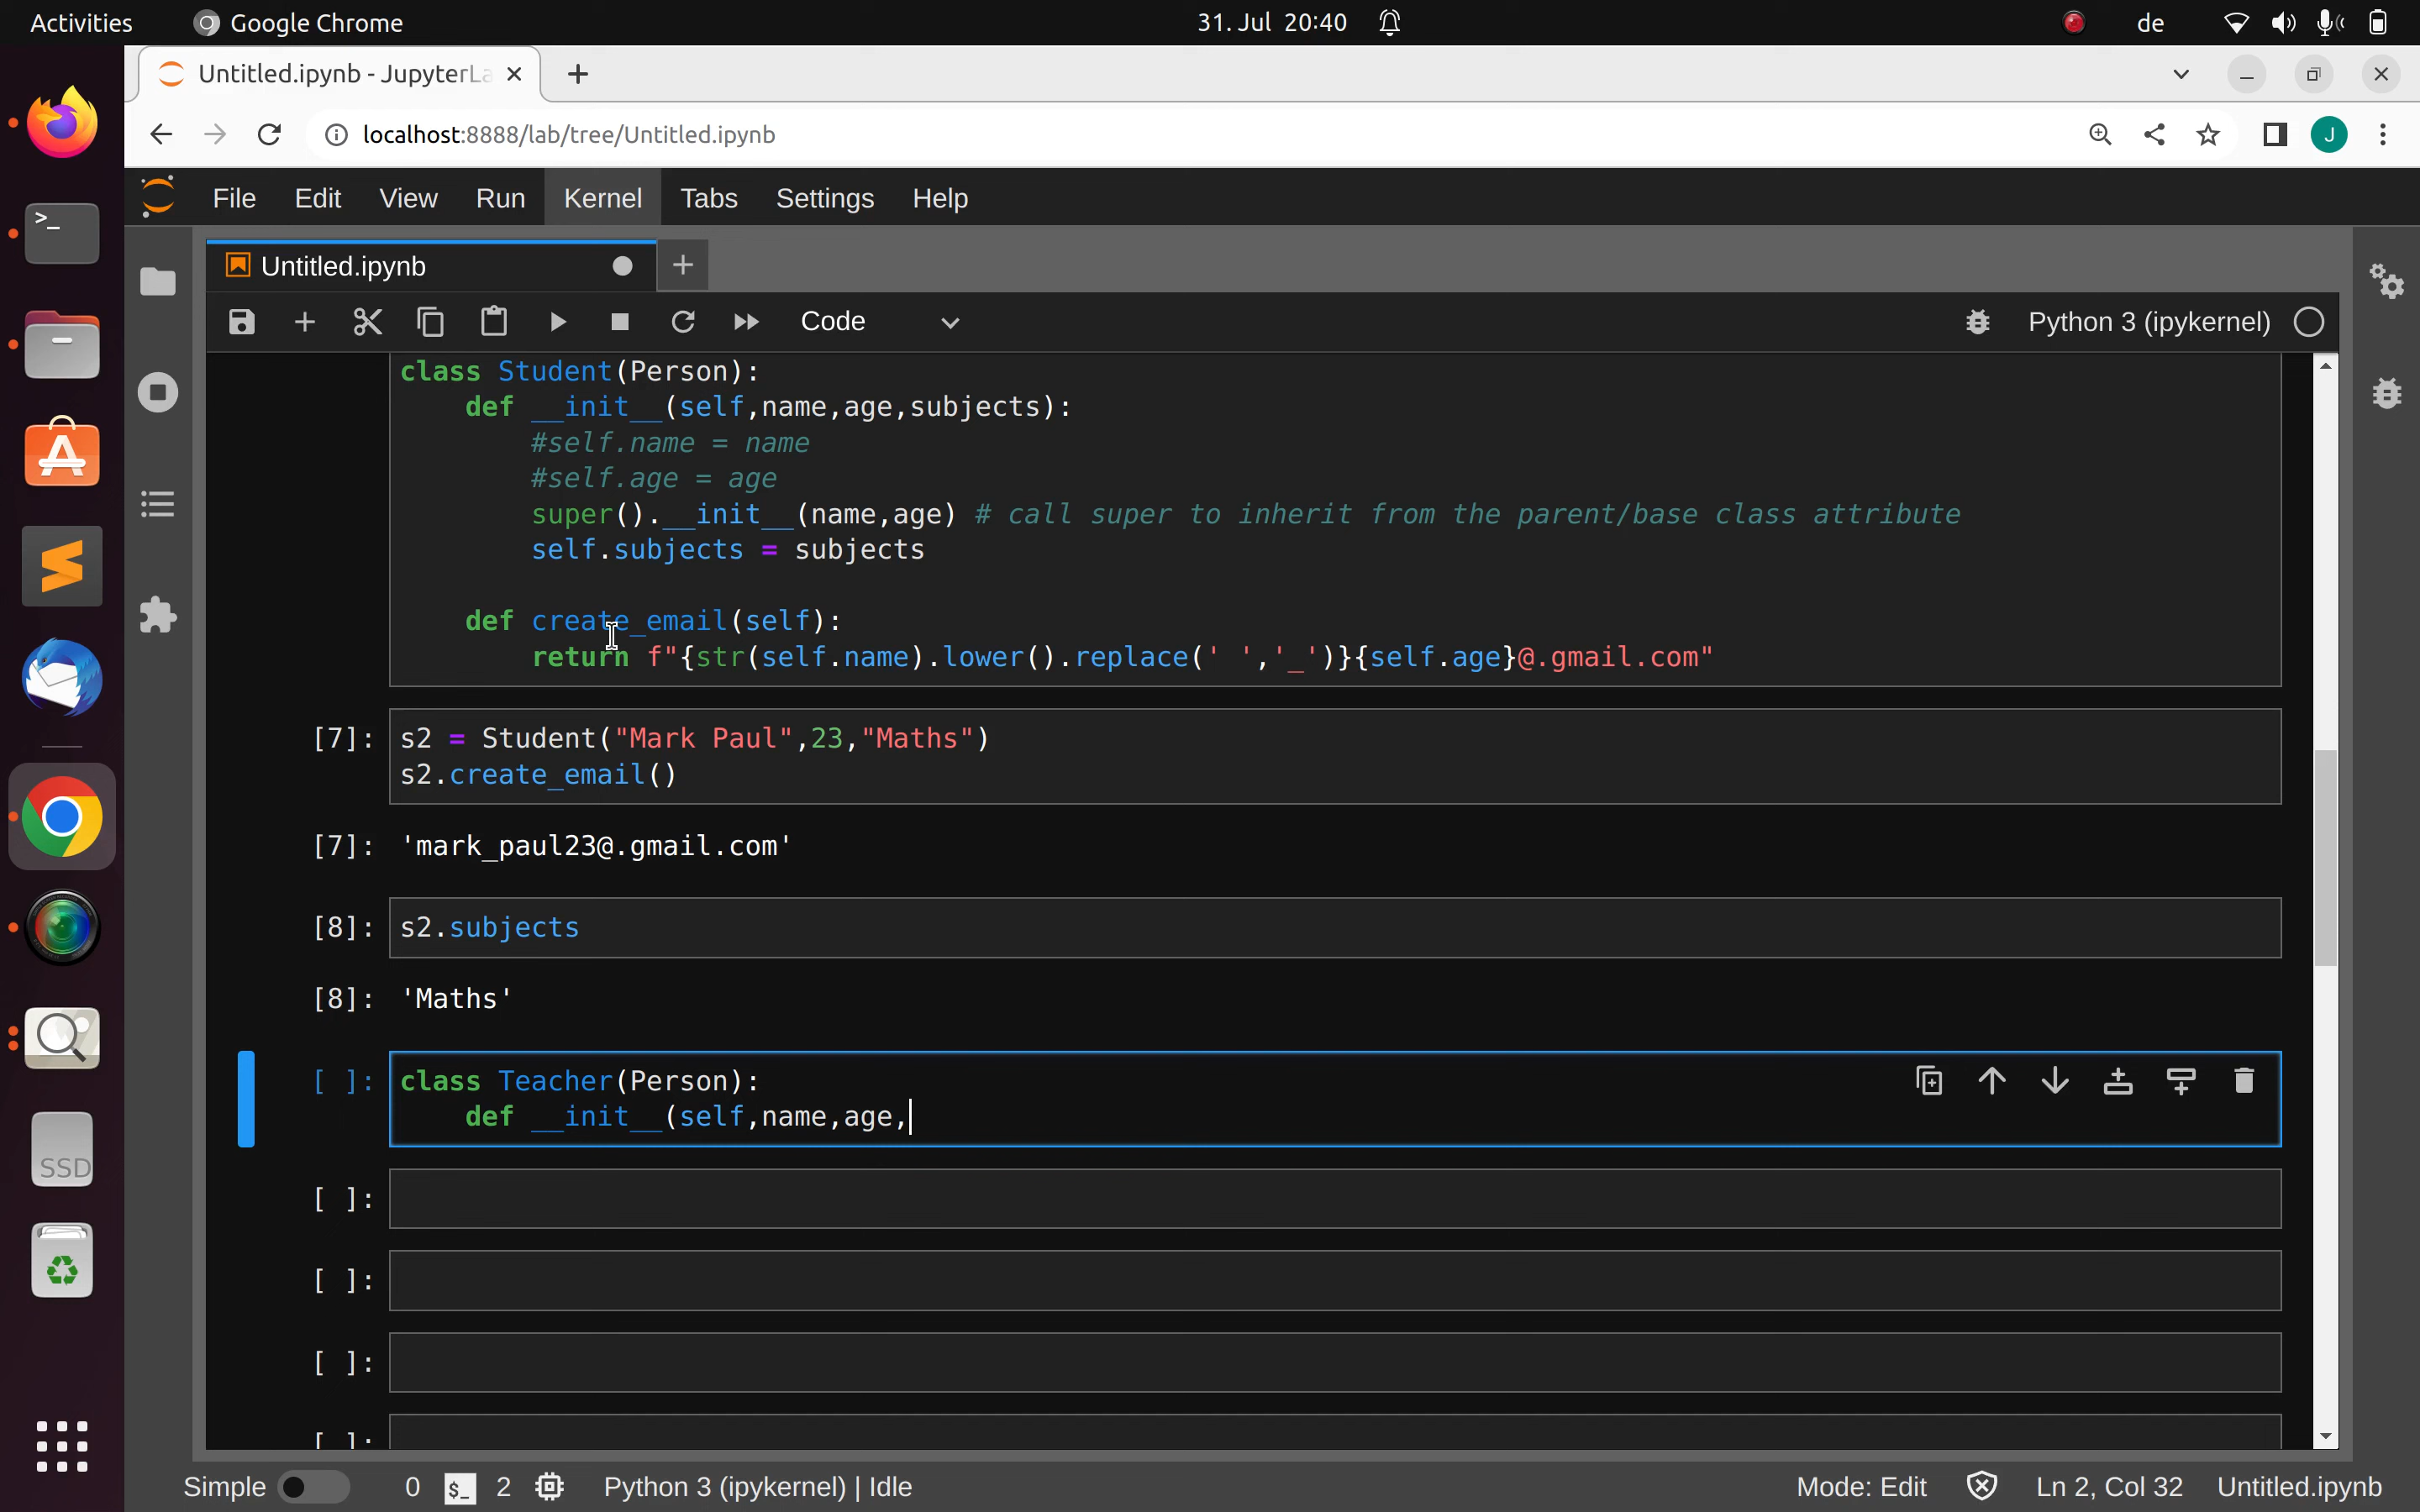 Activities Google Chrome 31. Jul 20:40 de
Untitled.ipynb - JupyterLa
localhost:8888/lab/tree/Untitled.ipynb J
File Edit View Run Kernel Tabs Settings Help
Untitled.ipynb
Code Python 3 (ipykernel)
class Student(Person):
def __init__(self,name,age,subjects):
#self.name = name
#self.age = age
super().__init__(name,age) # call super to inherit from the parent/base class attribute
self.subjects = subjects
def create_email(self):
return f"{str(self.name).lower().replace(' ','_')}{self.age}@.gmail.com"
[7]: s2 = Student("Mark Paul",23,"Maths")
s2.create_email()
[7]: 'mark_paul23@.gmail.com'
[8]: s2.subjects
[8]: 'Maths'
[ ]: class Teacher(Person):
def __init__(self,name,age,
[ ]:
[ ]:
[ ]:
[ ]:
SSD
Simple 0 $_ 2 Python 3 (ipykernel) | Idle Mode: Edit Ln 2, Col 32 Untitled.ipynb